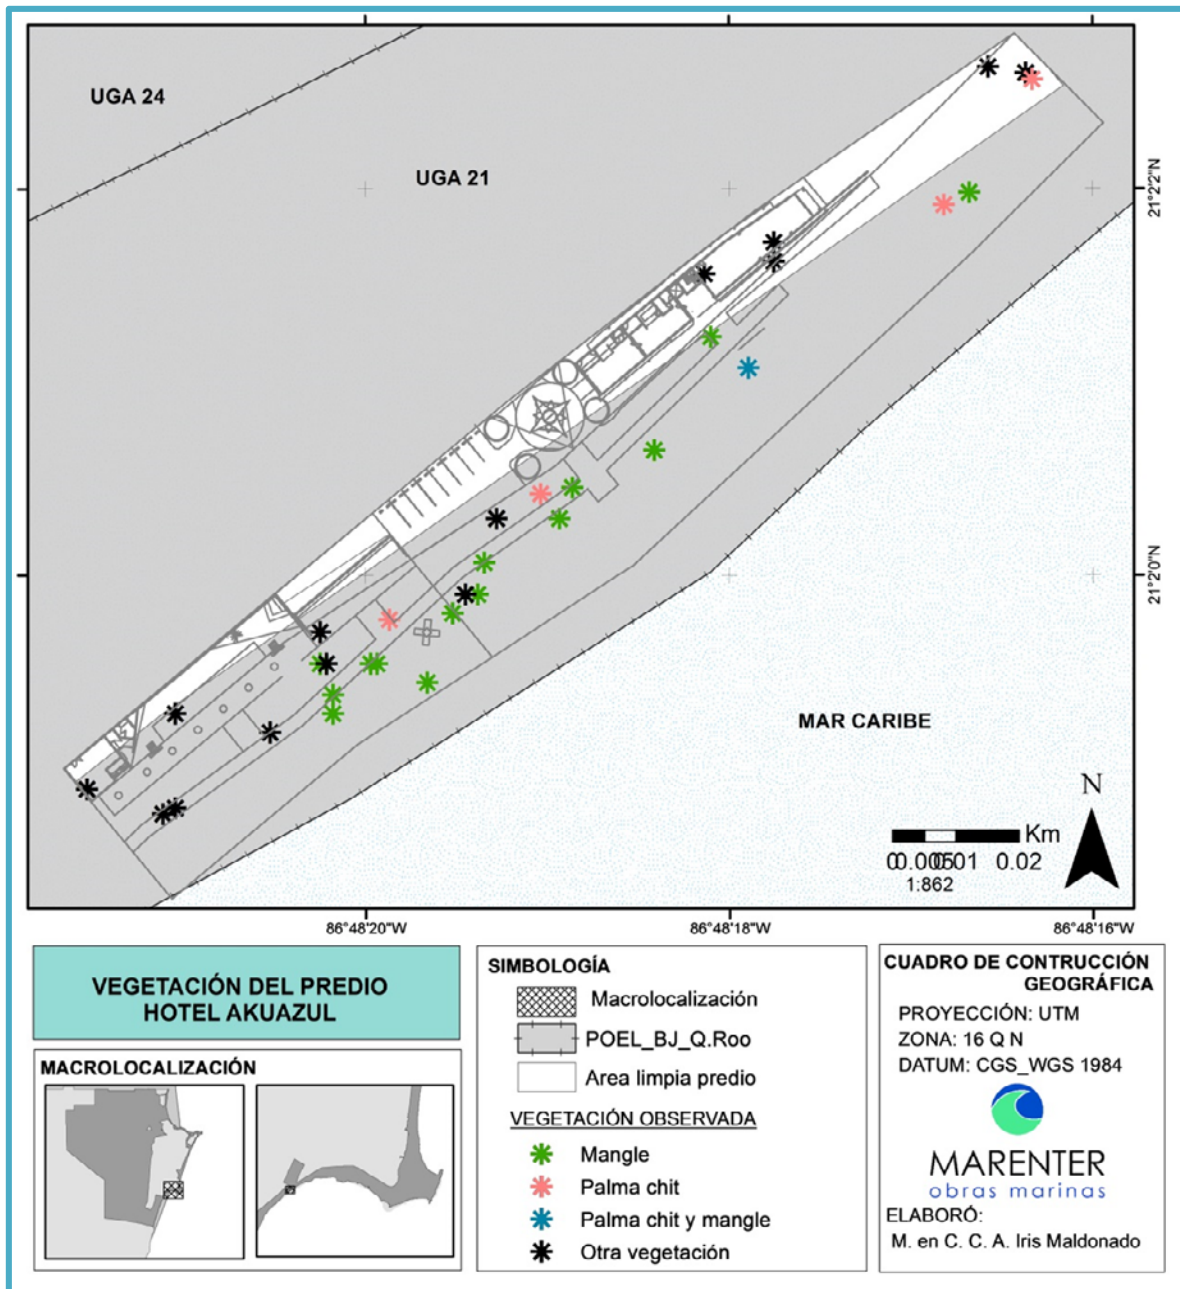 UGA 24
UGA 21
21°2'2"N
21°2'0"N
MAR CARIBE
N
Km
0.02
1:862
86°48'20"W
86°48'18"W
86°48'16"W
VEGETACIÓN DEL PREDIO
HOTEL AKUAZUL
MACROLOCALIZACIÓN
SIMBOLOGÍA
Macrolocalización
POEL_BJ_Q.Roo
Area limpia predio
VEGETACIÓN OBSERVADA
Mangle
Palma chit
Palma chit y mangle
Otra vegetación
CUADRO DE CONTRUCCIÓN
GEOGRÁFICA
PROYECCIÓN: UTM
ZONA: 16 Q N
DATUM: CGS_WGS 1984
MARENTER
obras marinas
ELABORÓ:
M. en C. C. A. Iris Maldonado